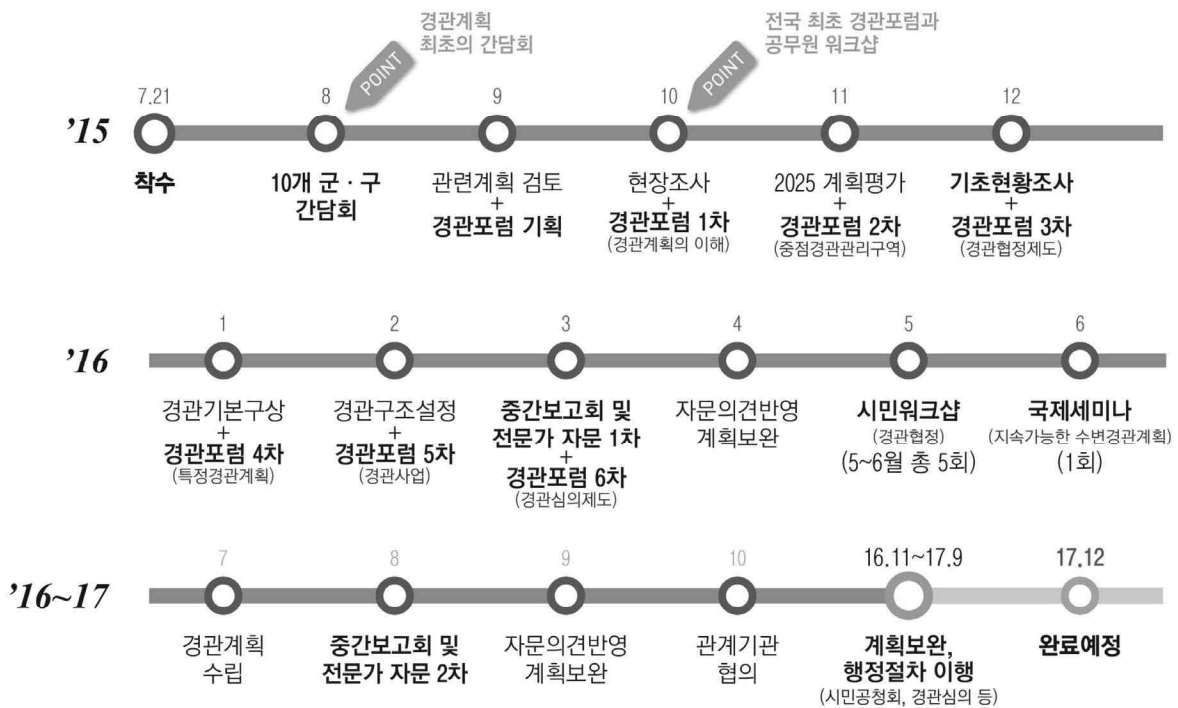 경관계획
최초의 간담회
POINT
전국 최초 경관포럼과
공무원 워크샵
POINT
’15
7.21
8
9
10
11
12
착수
10개 군 · 구
간담회
관련계획 검토
+
경관포럼 기획
현장조사
+
경관포럼 1차
(경관계획의 이해)
2025 계획평가
+
경관포럼 2차
(중점경관관리구역)
기초현황조사
+
경관포럼 3차
(경관협정제도)
’16
1
2
3
4
5
6
경관기본구상
+
경관포럼 4차
(특정경관계획)
경관구조설정
+
경관포럼 5차
(경관사업)
중간보고회 및
전문가 자문 1차
+
경관포럼 6차
(경관심의제도)
자문의견반영
계획보완
시민워크샵
(경관협정)
(5~6월 총 5회)
국제세미나
(지속가능한 수변경관계획)
(1회)
’16~17
7
8
9
10
16.11~17.9
17.12
경관계획
수립
중간보고회 및
전문가 자문 2차
자문의견반영
계획보완
관계기관
협의
계획보완,
행정절차 이행
(시민공청회, 경관심의 등)
완료예정